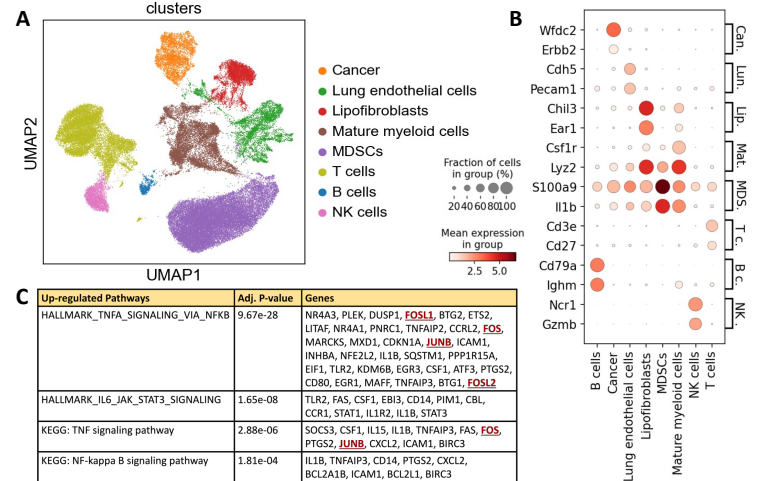 A
clusters
UMAP2
UMAP1
Cancer
Lung endothelial cells
Lipofibroblasts
Mature myeloid cells
MDSCs
T cells
B cells
NK cells
Fraction of cells
in group (%)
20 40 60 80 100
Mean expression
in group
2.5 5.0
B
Wfdc2
Erbb2
Cdh5
Pecam1
Chil3
Ear1
Csf1r
Lyz2
S100a9
Il1b
Cd3e
Cd27
Cd79a
Ighm
Ncr1
Gzmb
Can.
Lun.
Lip.
Mat.
MDS.
T c.
B c.
NK .
B cells
Cancer
Lung endothelial cells
Lipofibroblasts
MDSCs
Mature myeloid cells
NK cells
T cells
C
Up-regulated Pathways Adj. P-value Genes
HALLMARK_TNFA_SIGNALING_VIA_NFKB 9.67e-28 NR4A3, PLEK, DUSP1, FOSL1, BTG2, ETS2,
LITAF, NR4A1, PNRC1, TNFAIP2, CCRL2, FOS,
MARCKS, MXD1, CDKN1A, JUNB, ICAM1,
INHBA, NFE2L2, IL1B, SQSTM1, PPP1R15A,
EIF1, TLR2, KDM6B, EGR3, CSF1, ATF3, PTGS2,
CD80, EGR1, MAFF, TNFAIP3, BTG1, FOSL2
HALLMARK_IL6_JAK_STAT3_SIGNALING 1.65e-08 TLR2, FAS, CSF1, EBI3, CD14, PIM1, CBL,
CCR1, STAT1, IL1R2, IL1B, STAT3
KEGG: TNF signaling pathway 2.88e-06 SOCS3, CSF1, IL15, IL1B, TNFAIP3, FAS, FOS,
PTGS2, JUNB, CXCL2, ICAM1, BIRC3
KEGG: NF-kappa B signaling pathway 1.81e-04 IL1B, TNFAIP3, CD14, PTGS2, CXCL2,
BCL2A1B, ICAM1, BCL2L1, BIRC3